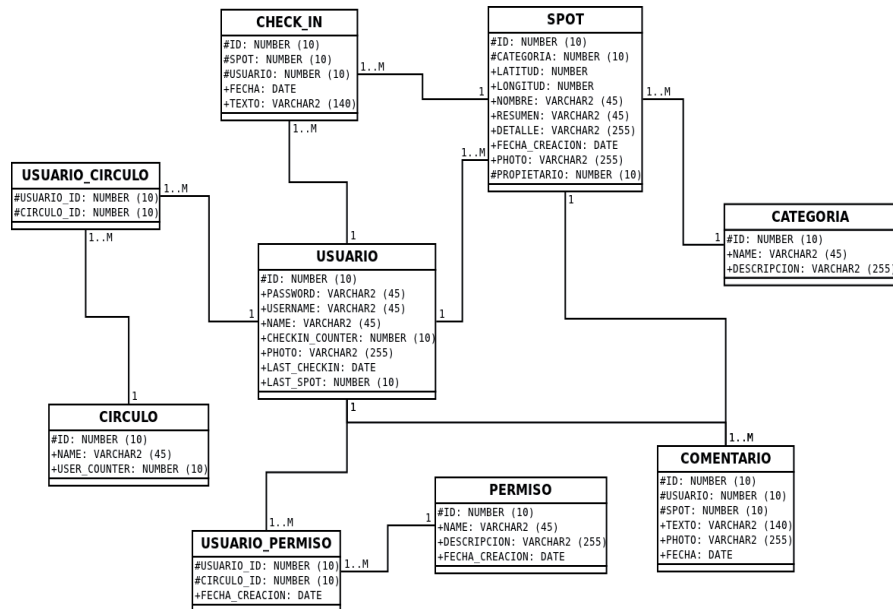 CHECK_IN
#ID: NUMBER (10)
#SPOT: NUMBER (10)
#USUARIO: NUMBER (10)
+FECHA: DATE
+TEXTO: VARCHAR2 (140)
1..M
1..M
SPOT
#ID: NUMBER (10)
#CATEGORIA: NUMBER (10)
+LATITUD: NUMBER
+LONGITUD: NUMBER
+NOMBRE: VARCHAR2 (45)
+RESUMEN: VARCHAR2 (45)
+DETALLE: VARCHAR2 (255)
+FECHA_CREACION: DATE
+PHOTO: VARCHAR2 (255)
#PROPIETARIO: NUMBER (10)
1
1..M
1..M
1
USUARIO_CIRCULO
#USUARIO_ID: NUMBER (10)
#CIRCULO_ID: NUMBER (10)
1..M
1..M
CATEGORIA
#ID: NUMBER (10)
+NAME: VARCHAR2 (45)
+DESCRIPCION: VARCHAR2 (255)
1
USUARIO
#ID: NUMBER (10)
+PASSWORD: VARCHAR2 (45)
+USERNAME: VARCHAR2 (45)
+NAME: VARCHAR2 (45)
+CHECKIN_COUNTER: NUMBER (10)
+PHOTO: VARCHAR2 (255)
+LAST_CHECKIN: DATE
+LAST_SPOT: NUMBER (10)
1
1
1
1
CIRCULO
#ID: NUMBER (10)
+NAME: VARCHAR2 (45)
+USER_COUNTER: NUMBER (10)
1
COMENTARIO
#ID: NUMBER (10)
#USUARIO: NUMBER (10)
#SPOT: NUMBER (10)
+TEXTO: VARCHAR2 (140)
+PHOTO: VARCHAR2 (255)
+FECHA: DATE
1..M
PERMISO
#ID: NUMBER (10)
+NAME: VARCHAR2 (45)
+DESCRIPCION: VARCHAR2 (255)
+FECHA_CREACION: DATE
1
USUARIO_PERMISO
#USUARIO_ID: NUMBER (10)
#CIRCULO_ID: NUMBER (10)
+FECHA_CREACION: DATE
1..M
1..M